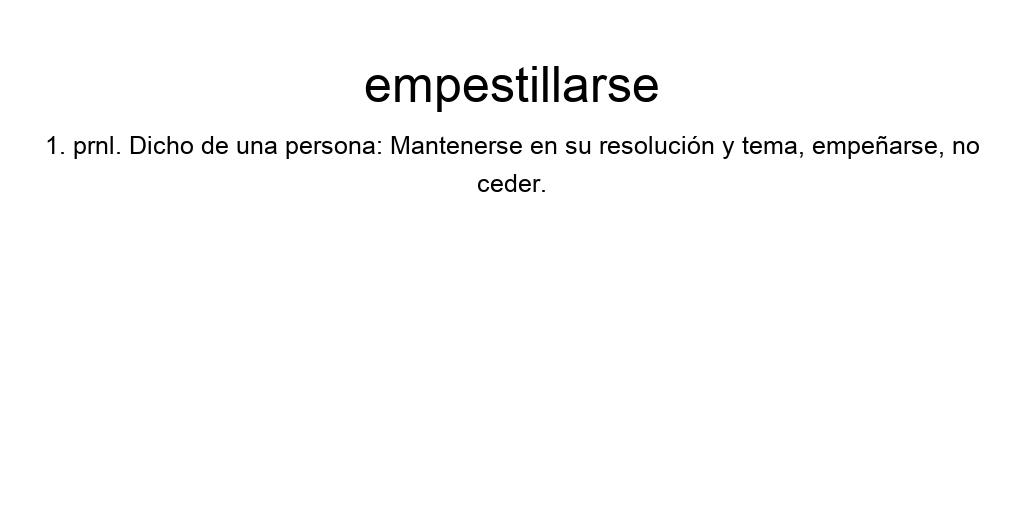 empestillarse
1. prnl. Dicho de una persona: Mantenerse en su resolución y tema, empeñarse, no
ceder.